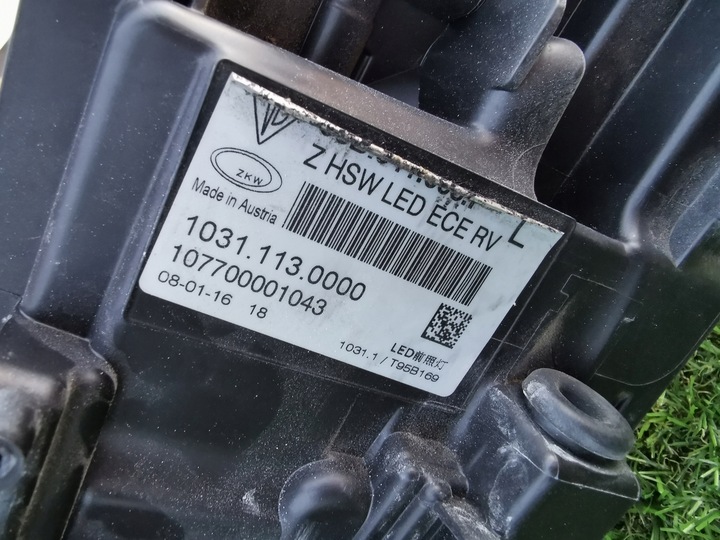 Z HSW LED ECE RV L
ZKW
Made in Austria
1031.113.0000
107700001043
08-01-16 18
LED前照灯
1031.1 / T95B169